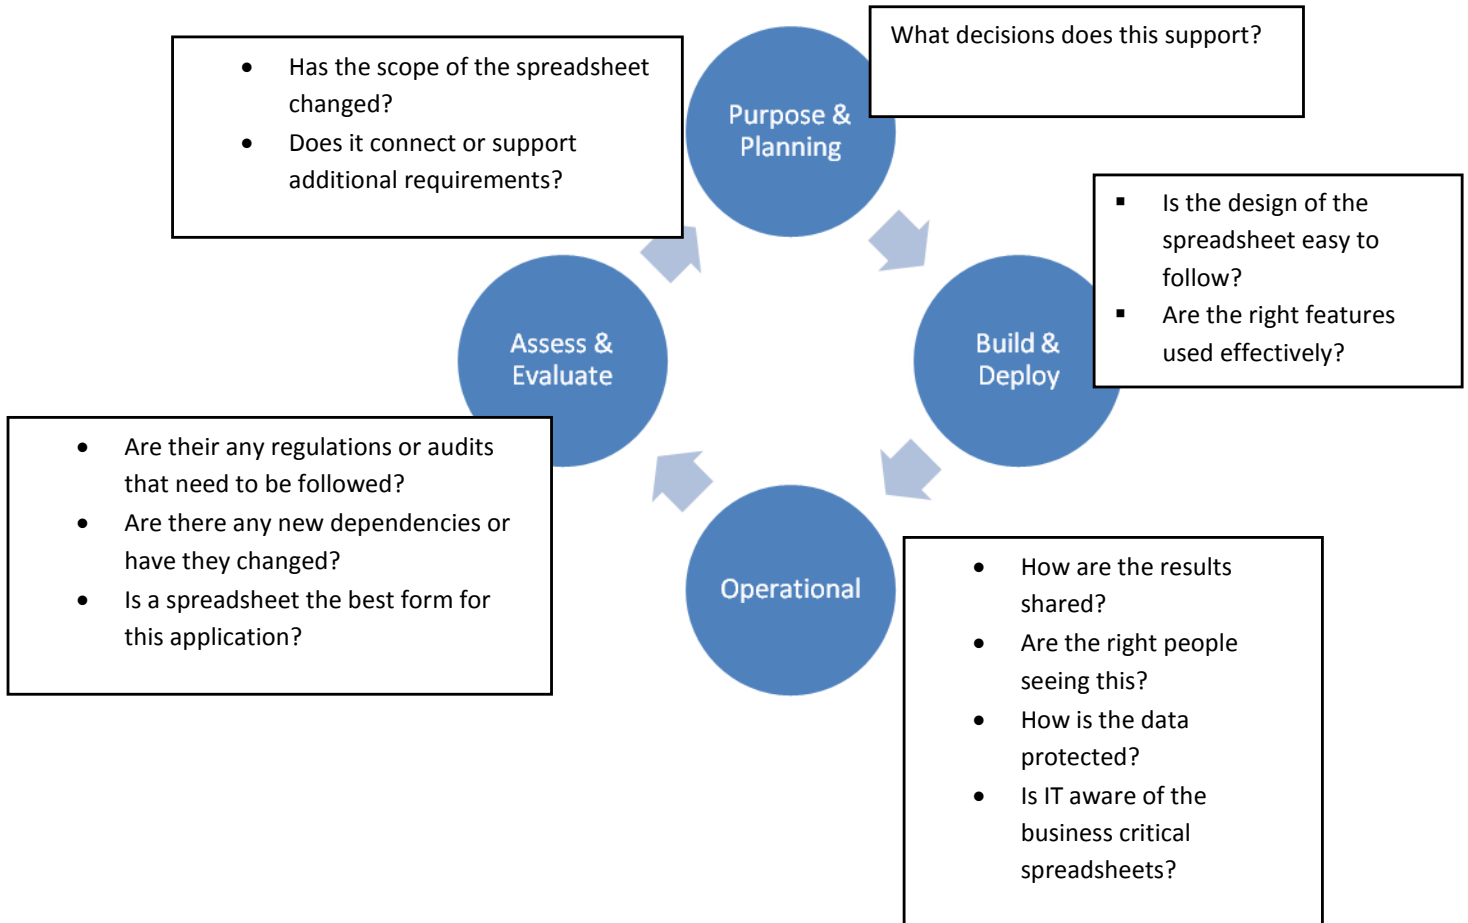 What decisions does this support?
• Has the scope of the spreadsheet
changed?
• Does it connect or support
additional requirements?
Purpose &
Planning
▪ Is the design of the
spreadsheet easy to
follow?
▪ Are the right features
used effectively?
Assess &
Evaluate
Build &
Deploy
• Are their any regulations or audits
that need to be followed?
• Are there any new dependencies or
have they changed?
• Is a spreadsheet the best form for
this application?
Operational
• How are the results
shared?
• Are the right people
seeing this?
• How is the data
protected?
• Is IT aware of the
business critical
spreadsheets?